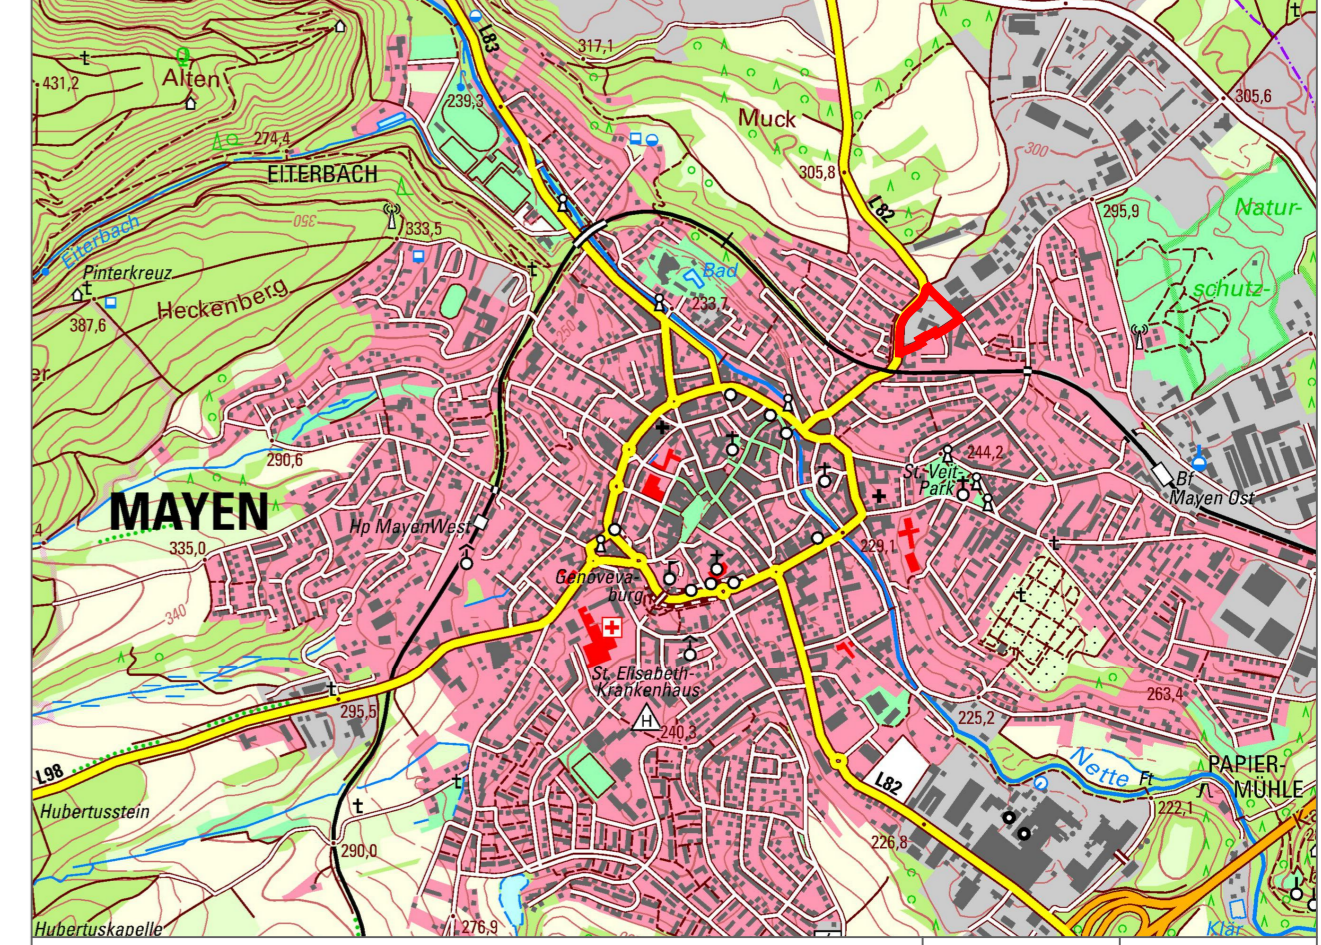 L83
317,1
431,2
Alten
239,3
305,6
Muck
274,4
300
EITERBACH
305,8
L82
295,9
Natur-
350
333,5
Eiterbach
Pinterkreuz
Bad
schutz-
Heckenberg
233,7
387,6
250
er
290,6
244,2
St.-Veit-
Park
Bf
Mayen Ost
MAYEN
Hp MayenWest
4
335,0
229,1
Genoveva-
burg
340
St. Elisabeth-
Krankenhaus
263,4
295,5
H
240,3
225,2
L98
L82
Nette
Ft
PAPIER-
MÜHLE
Hubertusstein
222,1
226,8
290,0
276,9
Hubertuskapelle
Klär